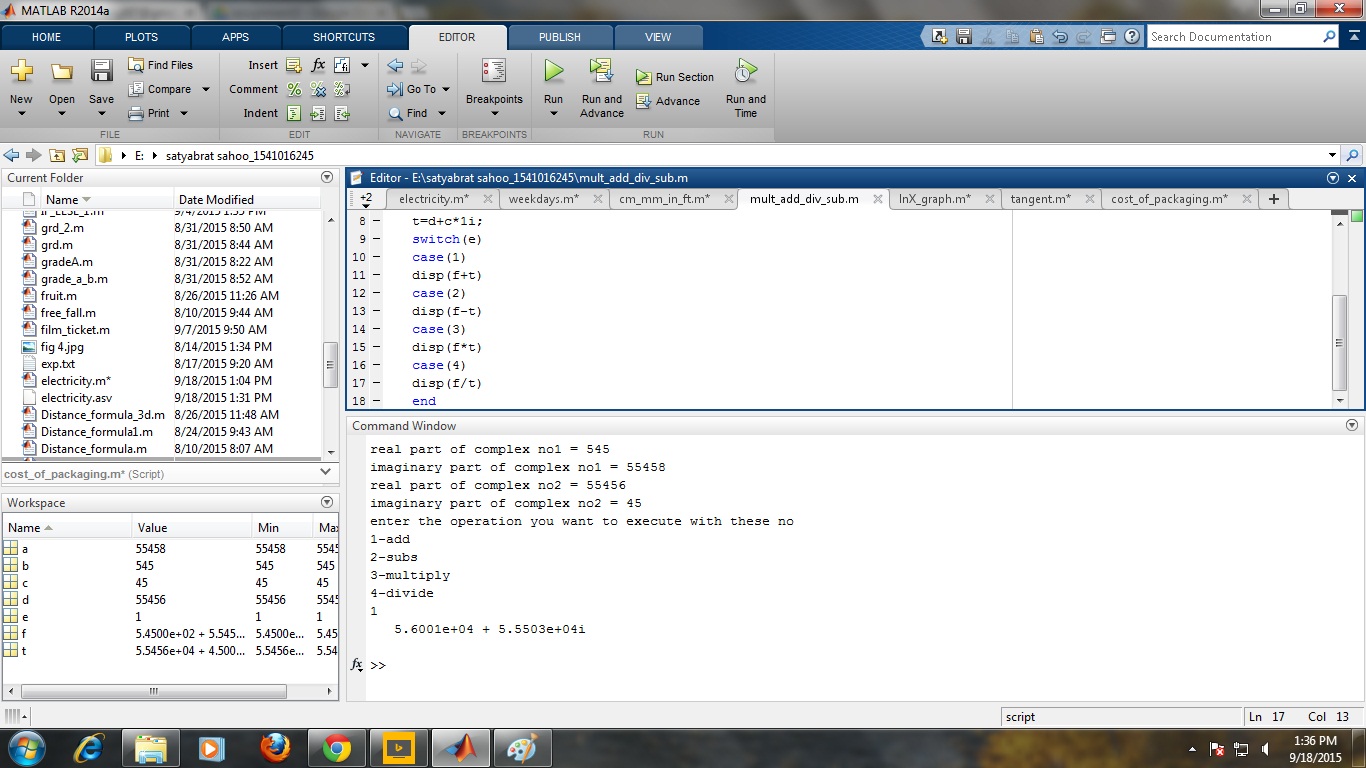 MATLAB R2014a
HOME PLOTS APPS SHORTCUTS EDITOR PUBLISH VIEW
Search Documentation
New Open Save
Find Files
Compare
Print
FILE
Insert fx
Comment
Indent
EDIT
Go To
Find
NAVIGATE
Breakpoints
BREAKPOINTS
Run
Run and Advance
Run Section
Advance
Run and Time
RUN
E: satyabrat sahoo_1541016245
Current Folder
Name Date Modified
grd_2.m 8/31/2015 8:50 AM
grd.m 8/31/2015 8:44 AM
gradeA.m 8/31/2015 8:22 AM
grade_a_b.m 8/31/2015 8:52 AM
fruit.m 8/26/2015 11:26 AM
free_fall.m 8/10/2015 9:44 AM
film_ticket.m 9/7/2015 9:50 AM
fig 4.jpg 8/14/2015 1:34 PM
exp.txt 8/17/2015 9:20 AM
electricity.m* 9/18/2015 1:04 PM
electricity.asv 9/18/2015 1:31 PM
Distance_formula_3d.m 8/26/2015 11:48 AM
Distance_formula1.m 8/24/2015 9:43 AM
Distance_formula.m 8/10/2015 8:07 AM
cost_of_packaging.m* (Script)
Workspace
Name Value Min Max
a 55458 55458 5545
b 545 545 545
c 45 45 45
d 55456 55456 5545
e 1 1 1
f 5.4500e+02 + 5.545... 5.4500e... 5.45
t 5.5456e+04 + 4.500... 5.5456e... 5.54
Editor - E:\satyabrat sahoo_1541016245\mult_add_div_sub.m
+2 electricity.m* weekdays.m* cm_mm_in_ft.m* mult_add_div_sub.m lnX_graph.m* tangent.m* cost_of_packaging.m*
8 - t=d+c*1i;
9 - switch(e)
10 - case(1)
11 - disp(f+t)
12 - case(2)
13 - disp(f-t)
14 - case(3)
15 - disp(f*t)
16 - case(4)
17 - disp(f/t)
18 - end
Command Window
real part of complex no1 = 545
imaginary part of complex no1 = 55458
real part of complex no2 = 55456
imaginary part of complex no2 = 45
enter the operation you want to execute with these no
1-add
2-subs
3-multiply
4-divide
1
5.6001e+04 + 5.5503e+04i
fx >>
script Ln 17 Col 13
1:36 PM
9/18/2015